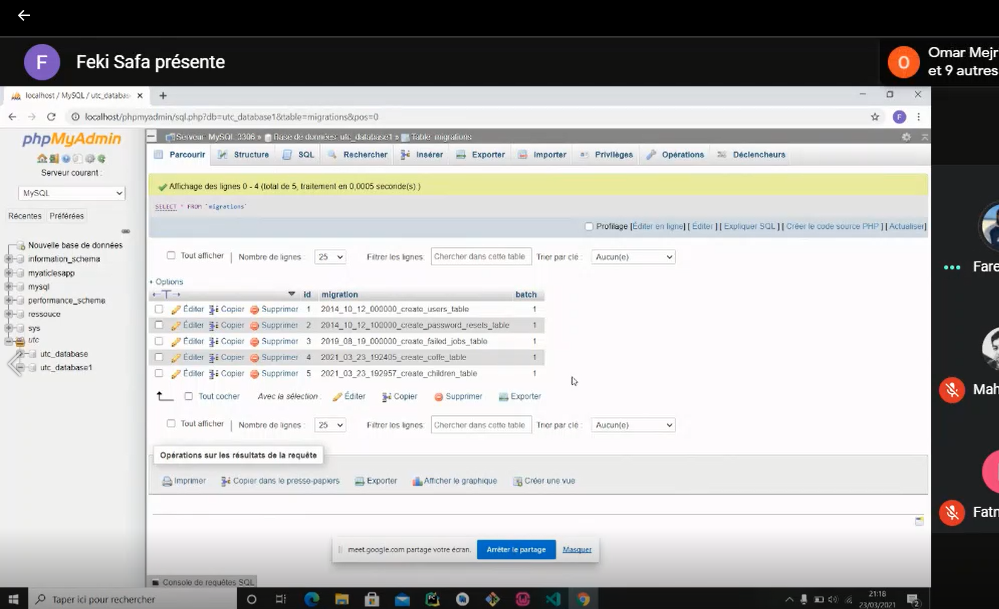 F Feki Safa présente
O Omar Mejr
et 9 autres
localhost / MySQL / utc_databas
localhost/phpmyadmin/sql.php?db=utc_database1&table=migrations&pos=0
F
phpMyAdmin
Serveur courant :
MySQL
Récentes Préférées
Nouvelle base de données
information_schema
myaticlesapp
mysql
performance_schema
ressouce
sys
utc
utc_database
utc_database1
Serveur: MySQL:3306 » Base de données: utc_database1 » Table: migrations
Parcourir Structure SQL Rechercher Insérer Exporter Importer Privilèges Opérations Déclencheurs
Affichage des lignes 0 - 4 (total de 5, traitement en 0,0005 seconde(s).)
SELECT * FROM `migrations`
Profilage [Éditer en ligne] [ Éditer ] [ Expliquer SQL ] [ Créer le code source PHP ] [ Actualiser]
Tout afficher Nombre de lignes : 25 Filtrer les lignes: Chercher dans cette table Trier par clé : Aucun(e)
+ Options
←T→ id migration batch
Éditer Copier Supprimer 1 2014_10_12_000000_create_users_table 1
Éditer Copier Supprimer 2 2014_10_12_100000_create_password_resets_table 1
Éditer Copier Supprimer 3 2019_08_19_000000_create_failed_jobs_table 1
Éditer Copier Supprimer 4 2021_03_23_192405_create_coffe_table 1
Éditer Copier Supprimer 5 2021_03_23_192957_create_children_table 1
Tout cocher Avec la sélection : Éditer Copier Supprimer Exporter
Tout afficher Nombre de lignes : 25 Filtrer les lignes: Chercher dans cette table Trier par clé : Aucun(e)
Opérations sur les résultats de la requête
Imprimer Copier dans le presse-papiers Exporter Afficher le graphique Créer une vue
meet.google.com partage votre écran. Arrêter le partage Masquer
Console de requêtes SQL
Taper ici pour rechercher
21:18
23/03/2021
2
Fare
Mah
Fatm